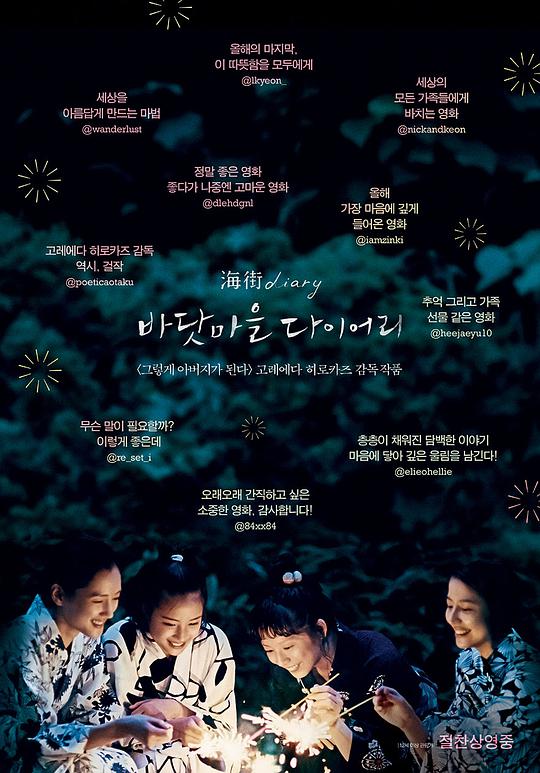 올해의 마지막,
이 따뜻함을 모두에게
@lkyeon_
세상을
아름답게 만드는 마법
@wanderlust
세상의
모든 가족들에게
바치는 영화
@nickandkeon
정말 좋은 영화
좋다가 나중엔 고마운 영화
@dlehdgnl
올해
가장 마음에 깊게
들어온 영화
@iamzinki
고레에다 히로카즈 감독
역시, 걸작
@poeticaotaku
海街diary
바닷마을 다이어리
추억 그리고 가족
선물 같은 영화
@heejaeyu10
<그렇게 아버지가 된다> 고레에다 히로카즈 감독 작품
무슨 말이 필요할까?
이렇게 좋은데
@re_set_i
총총이 채워진 담백한 이야기
마음에 닿아 깊은 울림을 남긴다!
@elieohellie
오래오래 간직하고 싶은
소중한 영화, 감사합니다!
@84xx84
절찬상영중